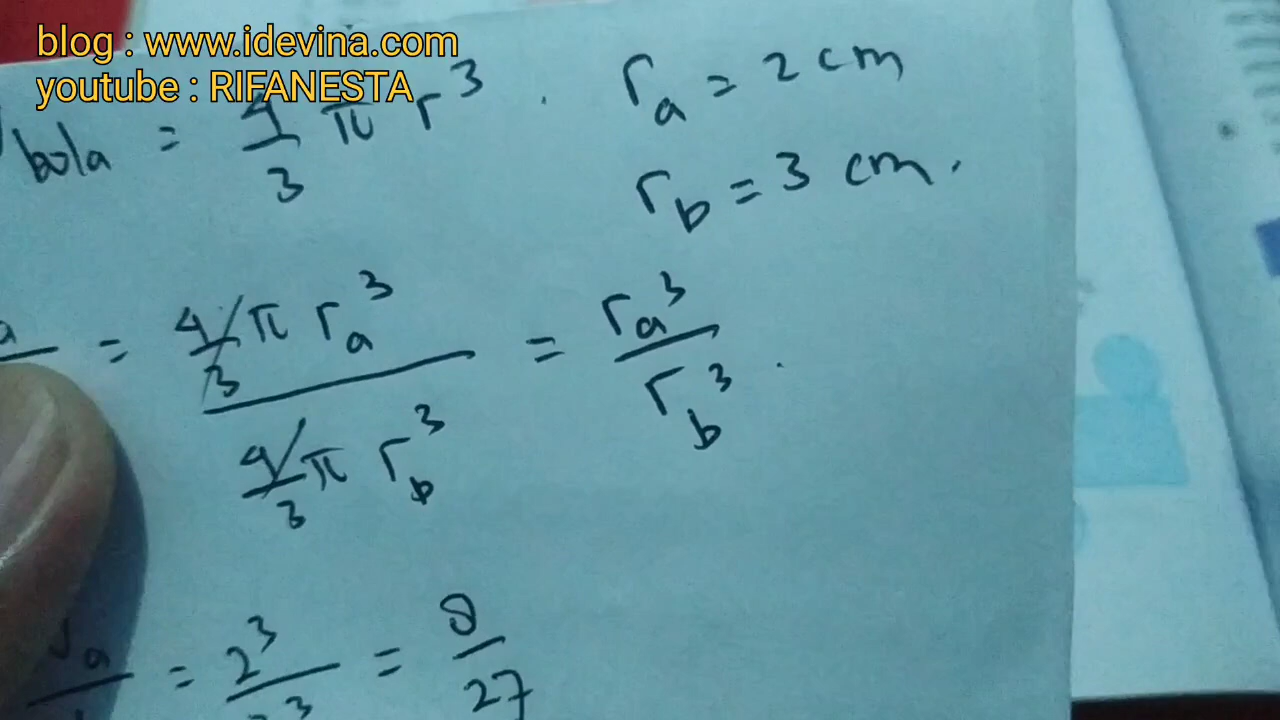 blog : www.idevina.com
youtube : RIFANESTA
bola = 4/3 π r³ . r_a = 2 cm
r_b = 3 cm .
a = 4/3 π r_a³ / 4/3 π r_b³ = r_a³ / r_b³ .
a = 2³ / ³ = 8/27